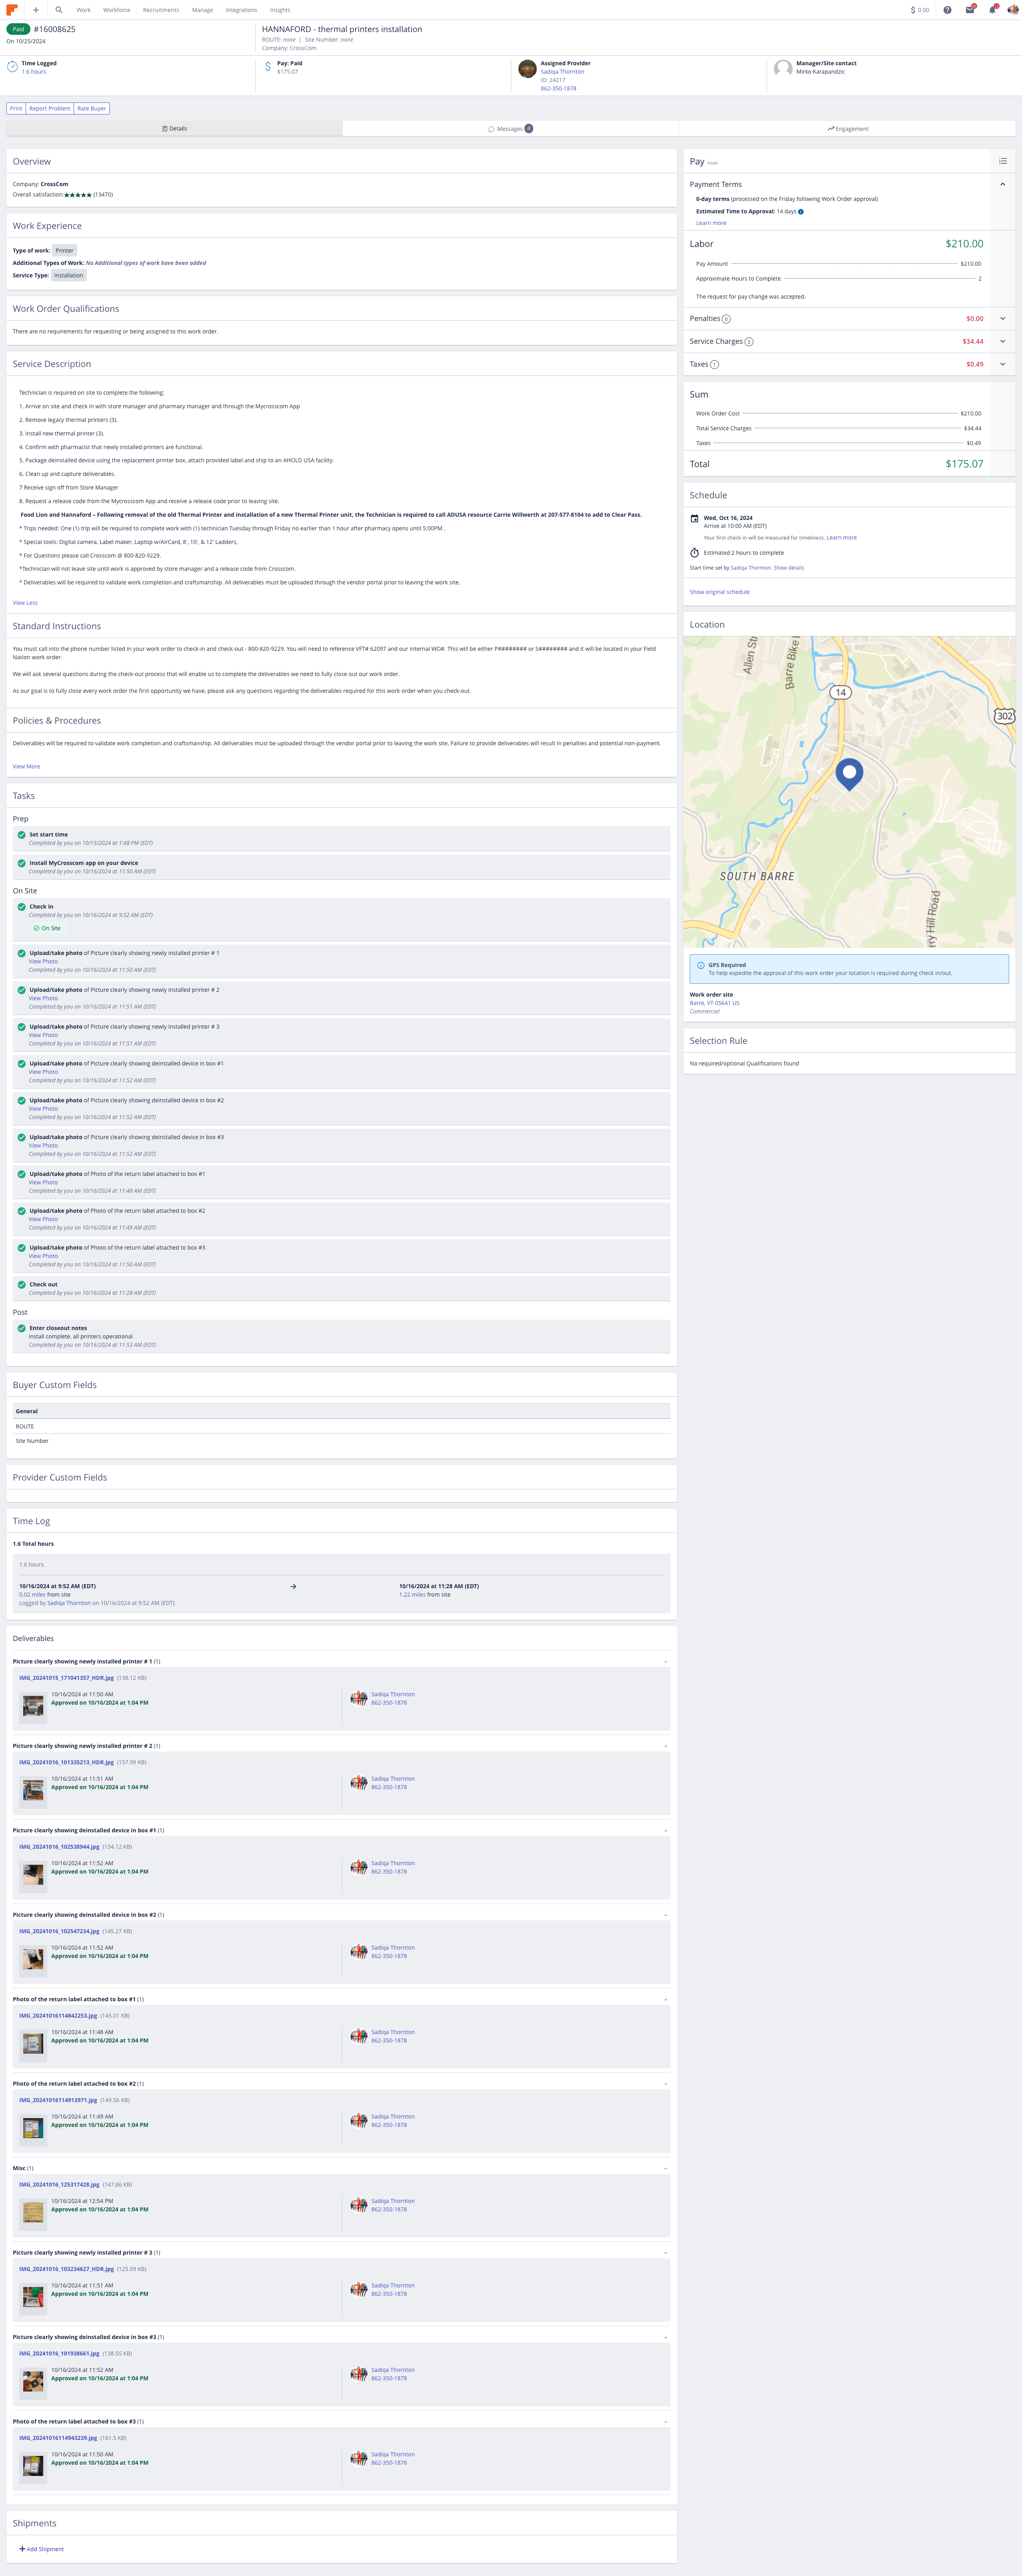 Work Workforce Recruitments Manage Integrations Insights
$ 0.00
Paid #16008625
On 10/25/2024
HANNAFORD - thermal printers installation
ROUTE: none | Site Number: none
Company: CrossCom
Time Logged
1.6 hours
Pay: Paid
$175.07
Assigned Provider
Sadiqa Thornton
ID: 24217
862-350-1878
Manager/Site contact
Mirko Karapandzic
Print Report Problem Rate Buyer
Details
Messages 4
Engagement
Overview
Company: CrossCom
Overall satisfaction: (13470)
Work Experience
Type of work: Printer
Additional Types of Work: No Additional types of work have been added
Service Type: Installation
Work Order Qualifications
There are no requirements for requesting or being assigned to this work order.
Service Description
Technician is required on site to complete the following:
1. Arrive on site and check in with store manager and pharmacy manager and through the Mycrosscom App
2. Remove legacy thermal printers (3).
3. Install new thermal printer (3).
4. Confirm with pharmacist that newly installed printers are functional.
5. Package deinstalled device using the replacement printer box, attach provided label and ship to an AHOLD USA facility.
6. Clean up and capture deliverables.
7 Receive sign off from Store Manager
8. Request a release code from the Mycrosscom App and receive a release code prior to leaving site.
Food Lion and Hannaford – Following removal of the old Thermal Printer and installation of a new Thermal Printer unit, the Technician is required to call ADUSA resource Carrie Willwerth at 207-577-8104 to add to Clear Pass.
* Trips needed: One (1) trip will be required to complete work with (1) technician Tuesday through Friday no earlier than 1 hour after pharmacy opens until 5:00PM .
* Special tools: Digital camera, Label maker, Laptop w/AirCard, 8', 10', & 12' Ladders,
* For Questions please call Crosscom @ 800-820-9229.
*Technician will not leave site until work is approved by store manager and a release code from Crosscom.
* Deliverables will be required to validate work completion and craftsmanship. All deliverables must be uploaded through the vendor portal prior to leaving the work site.
View Less
Standard Instructions
You must call into the phone number listed in your work order to check-in and check-out - 800-820-9229. You will need to reference VFT# 62097 and our internal WO#. This will be either P######## or S######## and it will be located in your Field
Nation work order.
We will ask several questions during the check-out process that will enable us to complete the deliverables we need to fully close out our work order.
As our goal is to fully close every work order the first opportunity we have, please ask any questions regarding the deliverables required for this work order when you check-out.
Policies & Procedures
Deliverables will be required to validate work completion and craftsmanship. All deliverables must be uploaded through the vendor portal prior to leaving the work site. Failure to provide deliverables will result in penalties and potential non-payment.
View More
Tasks
Prep
Set start time
Completed by you on 10/15/2024 at 1:48 PM (EDT)
Install MyCrosscom app on your device
Completed by you on 10/16/2024 at 11:50 AM (EDT)
On Site
Check in
Completed by you on 10/16/2024 at 9:52 AM (EDT)
On Site
Upload/take photo of Picture clearly showing newly installed printer # 1
View Photo
Completed by you on 10/16/2024 at 11:50 AM (EDT)
Upload/take photo of Picture clearly showing newly installed printer # 2
View Photo
Completed by you on 10/16/2024 at 11:51 AM (EDT)
Upload/take photo of Picture clearly showing newly installed printer # 3
View Photo
Completed by you on 10/16/2024 at 11:51 AM (EDT)
Upload/take photo of Picture clearly showing deinstalled device in box #1
View Photo
Completed by you on 10/16/2024 at 11:52 AM (EDT)
Upload/take photo of Picture clearly showing deinstalled device in box #2
View Photo
Completed by you on 10/16/2024 at 11:52 AM (EDT)
Upload/take photo of Picture clearly showing deinstalled device in box #3
View Photo
Completed by you on 10/16/2024 at 11:52 AM (EDT)
Upload/take photo of Photo of the return label attached to box #1
View Photo
Completed by you on 10/16/2024 at 11:48 AM (EDT)
Upload/take photo of Photo of the return label attached to box #2
View Photo
Completed by you on 10/16/2024 at 11:49 AM (EDT)
Upload/take photo of Photo of the return label attached to box #3
View Photo
Completed by you on 10/16/2024 at 11:50 AM (EDT)
Check out
Completed by you on 10/16/2024 at 11:28 AM (EDT)
Post
Enter closeout notes
install complete. all printers operational
Completed by you on 10/16/2024 at 11:53 AM (EDT)
Buyer Custom Fields
General
ROUTE
Site Number
Provider Custom Fields
Time Log
1.6 Total hours
1.6 hours
10/16/2024 at 9:52 AM (EDT)
0.02 miles from site
Logged by Sadiqa Thornton on 10/16/2024 at 9:52 AM (EDT)
10/16/2024 at 11:28 AM (EDT)
1.22 miles from site
Deliverables
Picture clearly showing newly installed printer # 1 (1)
IMG_20241015_171041357_HDR.jpg (138.12 KB)
10/16/2024 at 11:50 AM
Approved on 10/16/2024 at 1:04 PM
Sadiqa Thornton
862-350-1878
Picture clearly showing newly installed printer # 2 (1)
IMG_20241016_101335213_HDR.jpg (157.99 KB)
10/16/2024 at 11:51 AM
Approved on 10/16/2024 at 1:04 PM
Sadiqa Thornton
862-350-1878
Picture clearly showing deinstalled device in box #1 (1)
IMG_20241016_102538944.jpg (134.12 KB)
10/16/2024 at 11:52 AM
Approved on 10/16/2024 at 1:04 PM
Sadiqa Thornton
862-350-1878
Picture clearly showing deinstalled device in box #2 (1)
IMG_20241016_102547234.jpg (145.27 KB)
10/16/2024 at 11:52 AM
Approved on 10/16/2024 at 1:04 PM
Sadiqa Thornton
862-350-1878
Photo of the return label attached to box #1 (1)
IMG_20241016114842253.jpg (145.01 KB)
10/16/2024 at 11:48 AM
Approved on 10/16/2024 at 1:04 PM
Sadiqa Thornton
862-350-1878
Photo of the return label attached to box #2 (1)
IMG_20241016114913971.jpg (149.56 KB)
10/16/2024 at 11:49 AM
Approved on 10/16/2024 at 1:04 PM
Sadiqa Thornton
862-350-1878
Misc (1)
IMG_20241016_125317428.jpg (147.86 KB)
10/16/2024 at 12:54 PM
Approved on 10/16/2024 at 1:04 PM
Sadiqa Thornton
862-350-1878
Picture clearly showing newly installed printer # 3 (1)
IMG_20241016_103234627_HDR.jpg (125.09 KB)
10/16/2024 at 11:51 AM
Approved on 10/16/2024 at 1:04 PM
Sadiqa Thornton
862-350-1878
Picture clearly showing deinstalled device in box #3 (1)
IMG_20241016_101938661.jpg (138.55 KB)
10/16/2024 at 11:52 AM
Approved on 10/16/2024 at 1:04 PM
Sadiqa Thornton
862-350-1878
Photo of the return label attached to box #3 (1)
IMG_20241016114943239.jpg (161.5 KB)
10/16/2024 at 11:50 AM
Approved on 10/16/2024 at 1:04 PM
Sadiqa Thornton
862-350-1878
Shipments
Add Shipment
Pay Fixed
Payment Terms
0-day terms (processed on the Friday following Work Order approval)
Estimated Time to Approval: 14 days
Learn more
Labor $210.00
Pay Amount $210.00
Approximate Hours to Complete 2
The request for pay change was accepted.
Penalties 0 $0.00
Service Charges 3 $34.44
Taxes 1 $0.49
Sum
Work Order Cost $210.00
Total Service Charges $34.44
Taxes $0.49
Total $175.07
Schedule
Wed, Oct 16, 2024
Arrive at 10:00 AM (EDT)
Your first check in will be measured for timeliness. Learn more
Estimated 2 hours to complete
Start time set by Sadiqa Thornton. Show details
Show original schedule
Location
Allen St
Barre Bike
14
302
SOUTH BARRE
ry Hill Road
GPS Required
To help expedite the approval of this work order your location is required during check in/out.
Work order site
Barre, VT 05641 US
Commercial
Selection Rule
No required/optional Qualifications found